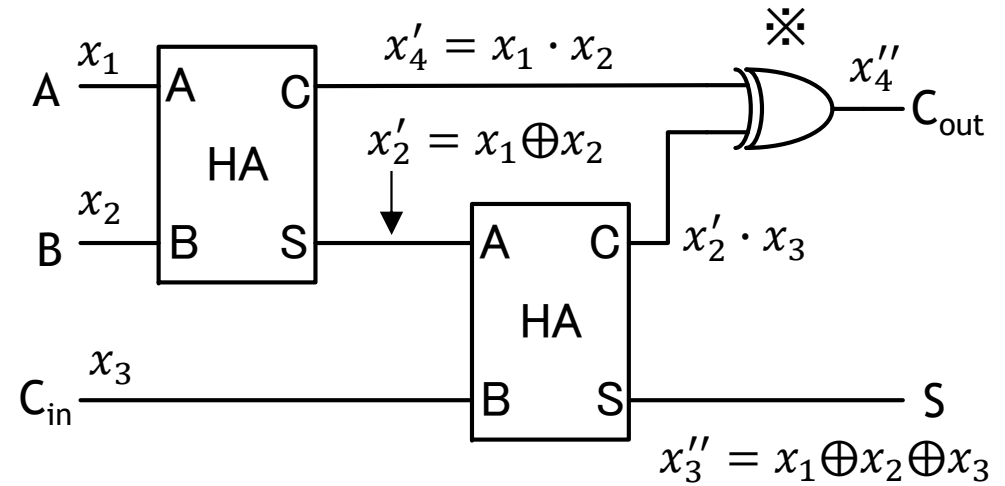 ※
x₁
x′₄ = x₁ · x₂
x″₄
A
A
C
C_out
x′₂ = x₁⊕x₂
HA
x₂
B
B
S
A
C
x′₂ · x₃
HA
x₃
C_in
B
S
S
x″₃ = x₁⊕x₂⊕x₃